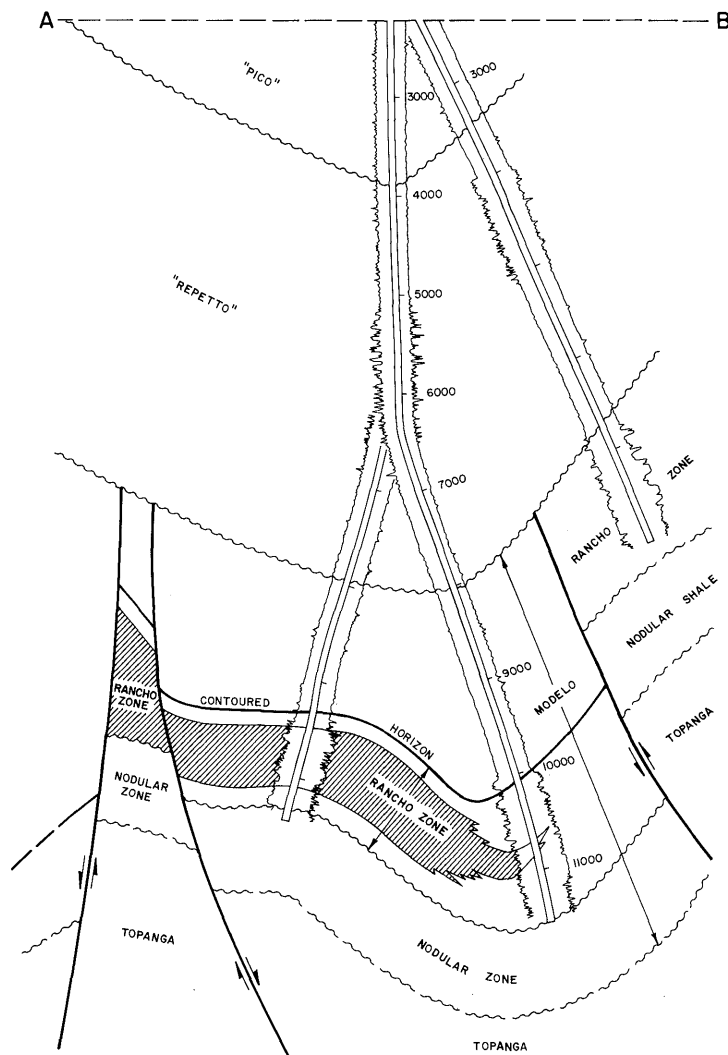 A
B
"PICO"
3000
3000
4000
"REPETTO"
5000
6000
7000
ZONE
RANCHO
NODULAR SHALE
9000
MODELO
TOPANGA
RANCHO
ZONE
CONTOURED
HORIZON
10000
NODULAR
ZONE
RANCHO ZONE
11000
TOPANGA
NODULAR ZONE
TOPANGA